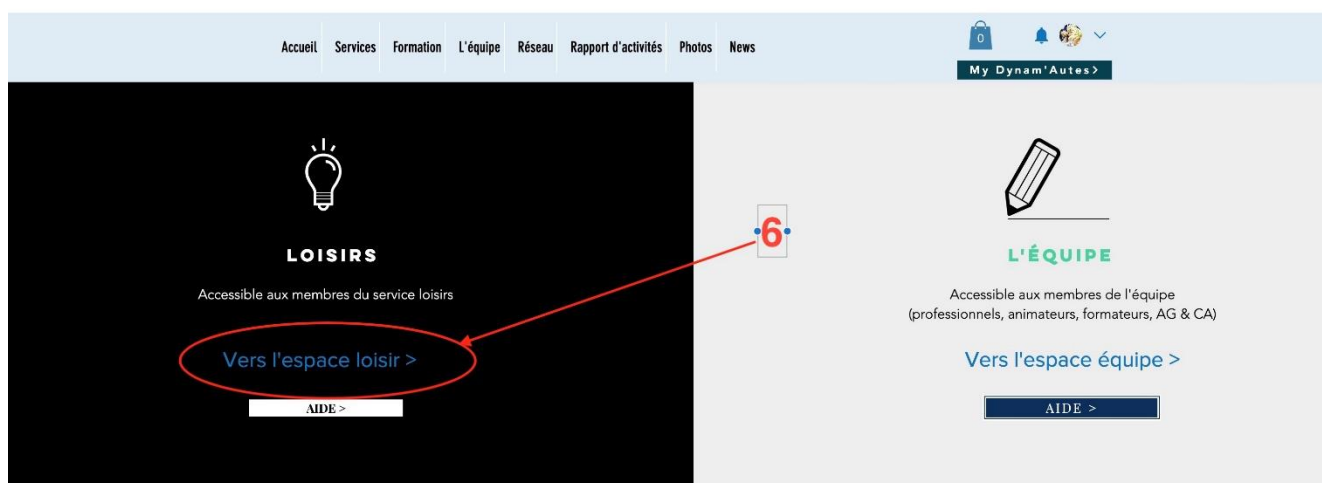 Accueil Services Formation L'équipe Réseau Rapport d'activités Photos News
0
My Dynam'Autes>
LOISIRS
Accessible aux membres du service loisirs
Vers l'espace loisir >
AIDE >
6
L'ÉQUIPE
Accessible aux membres de l'équipe
(professionnels, animateurs, formateurs, AG & CA)
Vers l'espace équipe >
AIDE >